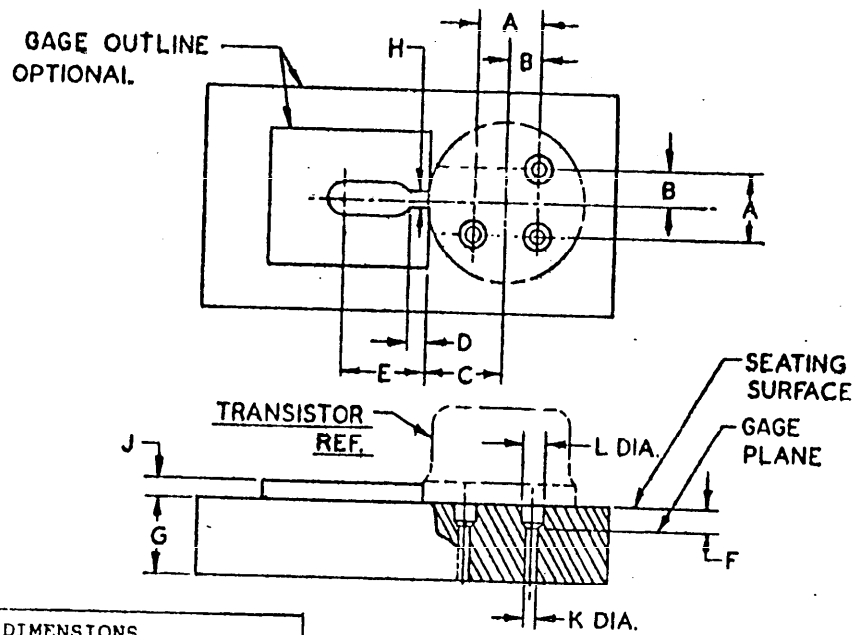 GAGE OUTLINE
OPTIONAL
H
A
B
B
A
D
E
C
SEATING
SURFACE
TRANSISTOR
REF.
L DIA.
GAGE
PLANE
J
G
F
K DIA.
DIMENSIONS